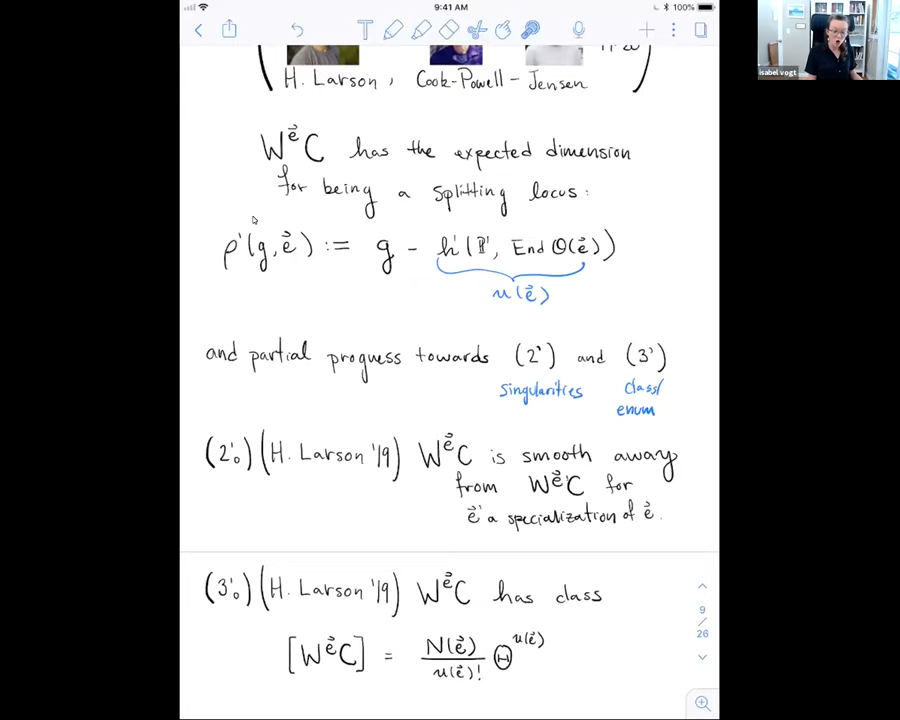 9:41 AM
100%
isabel vogt
H. Larson, Cook-Powell-Jensen
W^e⃗ C has the expected dimension
for being a splitting locus:
ρ'(g, e⃗) := g - h¹(ℙ¹, End O(e⃗))
u(e⃗)
and partial progress towards (2') and (3')
singularities
class/
enum
(2'₀) (H. Larson '19) W^e⃗ C is smooth away
from W^e⃗' C for
e⃗' a specialization of e⃗.
(3'₀) (H. Larson '19) W^e⃗ C has class
[W^e⃗ C] = N(e⃗)/u(e⃗)! Θ^u(e⃗)
9
/
26